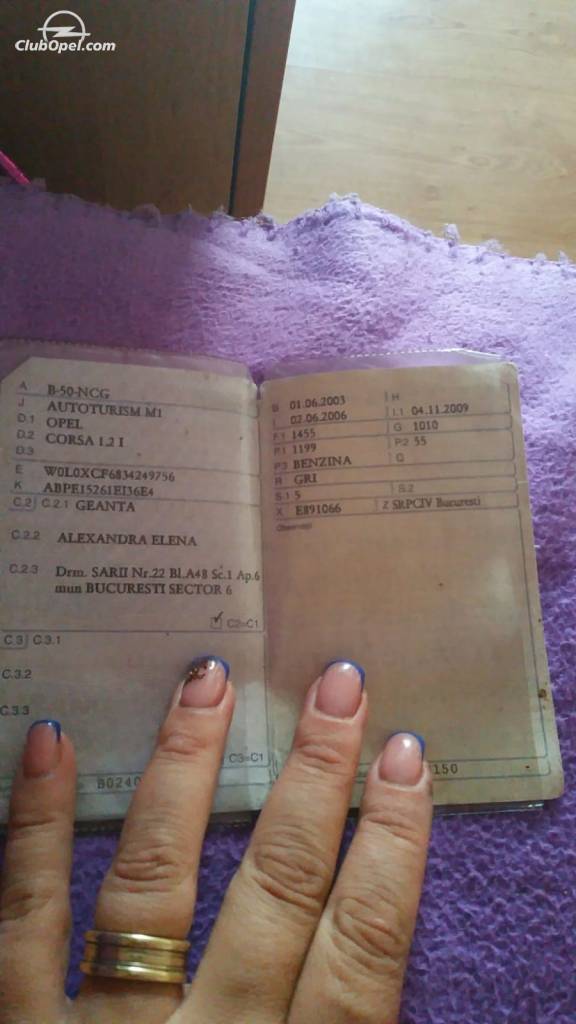 ClubOpel.com
A B-50-NCG
J AUTOTURISM M1
D.1 OPEL
D.2 CORSA 1.2 I
D.3
E W0L0XCF6834249756
K ABPE15261EI36E4
C.2 C.2.1 GEANTA
C.2.2 ALEXANDRA ELENA
C.2.3 Drm. SARII Nr.22 Bl.A48 Sc.1 Ap.6
mun BUCURESTI SECTOR 6
C2=C1
C.3 C.3.1
C.3.2
C.3.3
C3=C1
B0240
B 01.06.2003 H
I 02.06.2006 I.1 04.11.2009
F.1 1455 G 1010
P.1 1199 P.2 55
P.3 BENZINA Q
R GRI
S.1 5 S.2
X E891066 Z SRPCIV Bucuresti
Observații
150